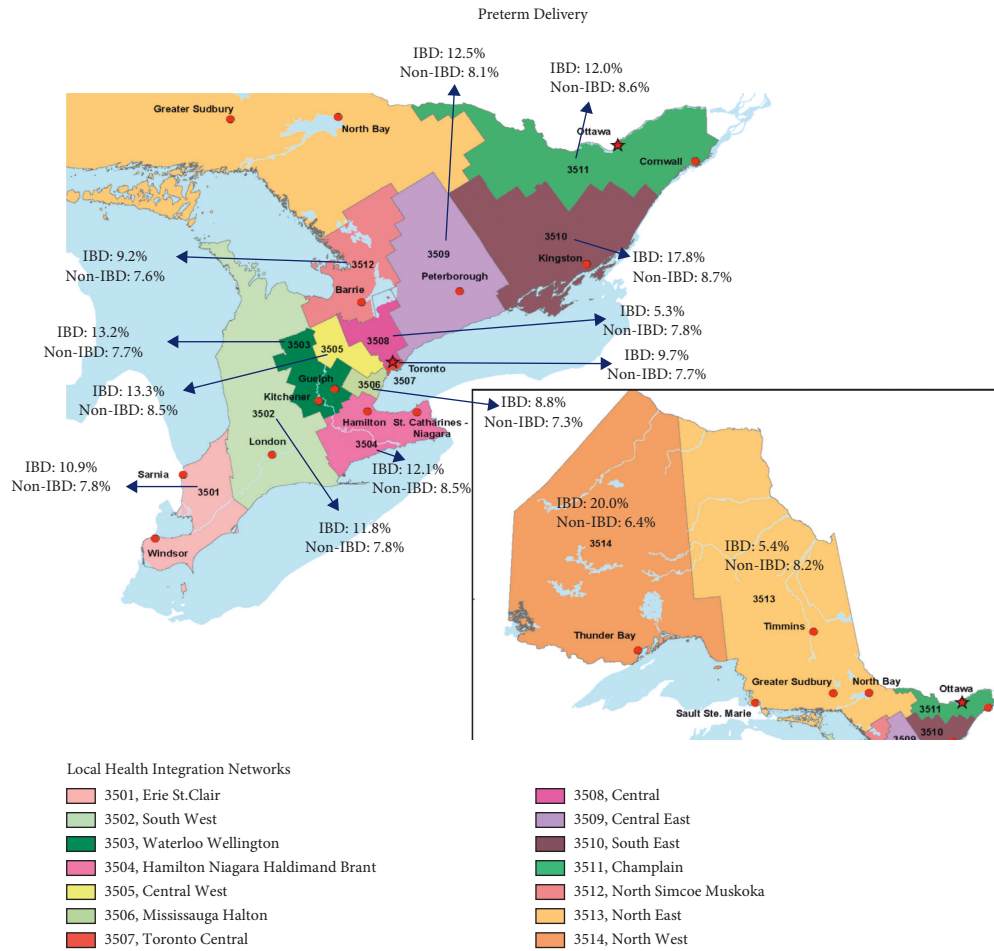 Preterm Delivery
IBD: 12.5%
Non-IBD: 8.1%
IBD: 12.0%
Non-IBD: 8.6%
Greater Sudbury
North Bay
Ottawa
Cornwall
3511
IBD: 9.2%
Non-IBD: 7.6%
3512
3509
3510
Kingston
IBD: 17.8%
Non-IBD: 8.7%
Peterborough
Barrie
IBD: 5.3%
Non-IBD: 7.8%
IBD: 13.2%
Non-IBD: 7.7%
3503
3505
3508
Toronto
3507
IBD: 9.7%
Non-IBD: 7.7%
IBD: 13.3%
Non-IBD: 8.5%
Guelph
Kitchener
3506
3502
Hamilton
St. Catharines -
Niagara
IBD: 8.8%
Non-IBD: 7.3%
London
3504
IBD: 12.1%
Non-IBD: 8.5%
IBD: 10.9%
Non-IBD: 7.8%
Sarnia
3501
IBD: 11.8%
Non-IBD: 7.8%
Windsor
IBD: 20.0%
Non-IBD: 6.4%
3514
IBD: 5.4%
Non-IBD: 8.2%
3513
Timmins
Thunder Bay
Greater Sudbury
North Bay
Ottawa
Sault Ste. Marie
3511
3510
3509
Local Health Integration Networks
3501, Erie St.Clair
3502, South West
3503, Waterloo Wellington
3504, Hamilton Niagara Haldimand Brant
3505, Central West
3506, Mississauga Halton
3507, Toronto Central
3508, Central
3509, Central East
3510, South East
3511, Champlain
3512, North Simcoe Muskoka
3513, North East
3514, North West